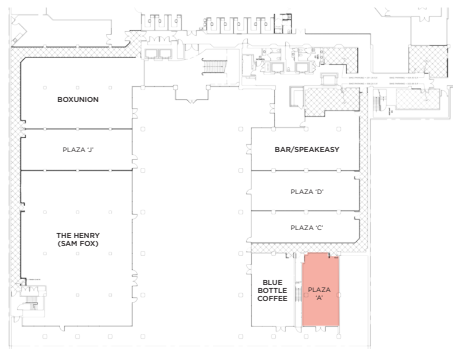 BOXUNION
PLAZA 'J'
BAR/SPEAKEASY
PLAZA 'D'
PLAZA 'C'
THE HENRY
(SAM FOX)
BLUE
BOTTLE
COFFEE
PLAZA
'A'